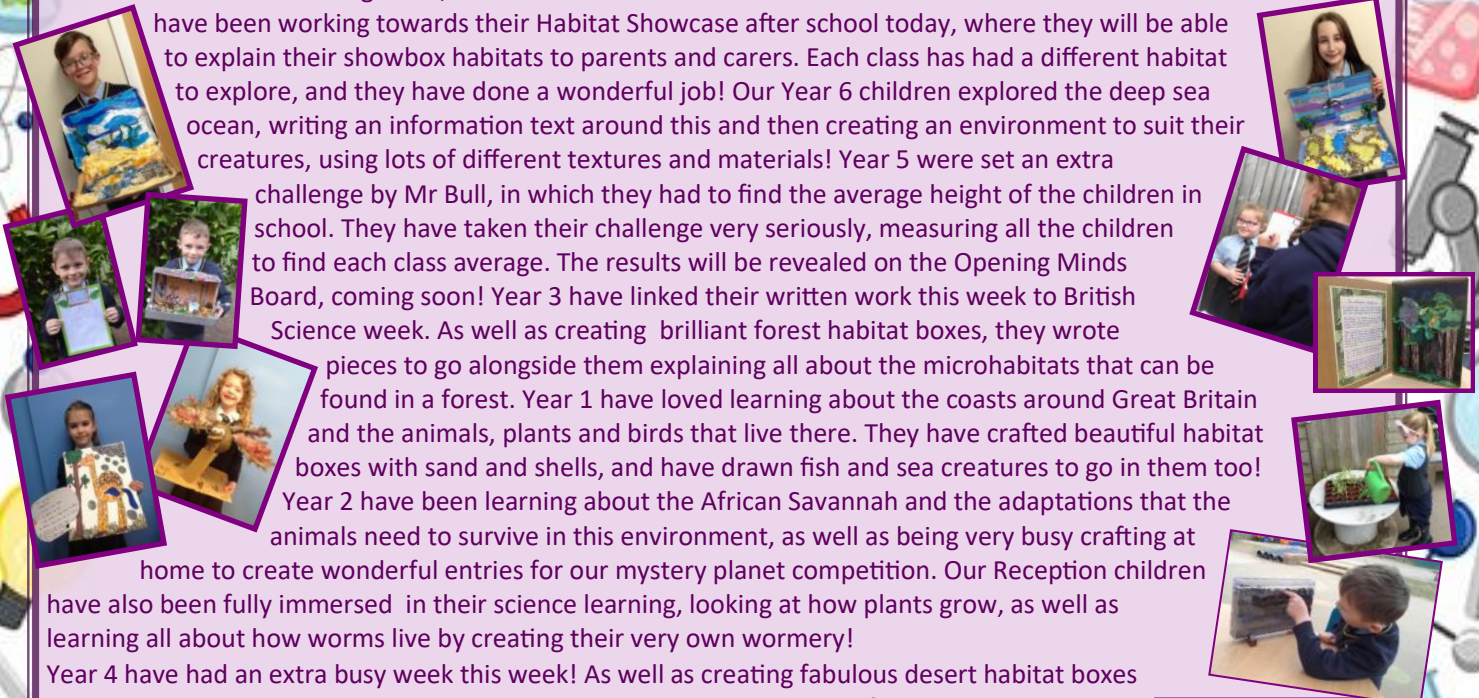 have been working towards their Habitat Showcase after school today, where they will be able
to explain their showbox habitats to parents and carers. Each class has had a different habitat
to explore, and they have done a wonderful job! Our Year 6 children explored the deep sea
ocean, writing an information text around this and then creating an environment to suit their
creatures, using lots of different textures and materials! Year 5 were set an extra
challenge by Mr Bull, in which they had to find the average height of the children in
school. They have taken their challenge very seriously, measuring all the children
to find each class average. The results will be revealed on the Opening Minds
Board, coming soon! Year 3 have linked their written work this week to British
Science week. As well as creating  brilliant forest habitat boxes, they wrote
pieces to go alongside them explaining all about the microhabitats that can be
found in a forest. Year 1 have loved learning about the coasts around Great Britain
and the animals, plants and birds that live there. They have crafted beautiful habitat
boxes with sand and shells, and have drawn fish and sea creatures to go in them too!
Year 2 have been learning about the African Savannah and the adaptations that the
animals need to survive in this environment, as well as being very busy crafting at
home to create wonderful entries for our mystery planet competition. Our Reception children
have also been fully immersed  in their science learning, looking at how plants grow, as well as
learning all about how worms live by creating their very own wormery!
Year 4 have had an extra busy week this week! As well as creating fabulous desert habitat boxes